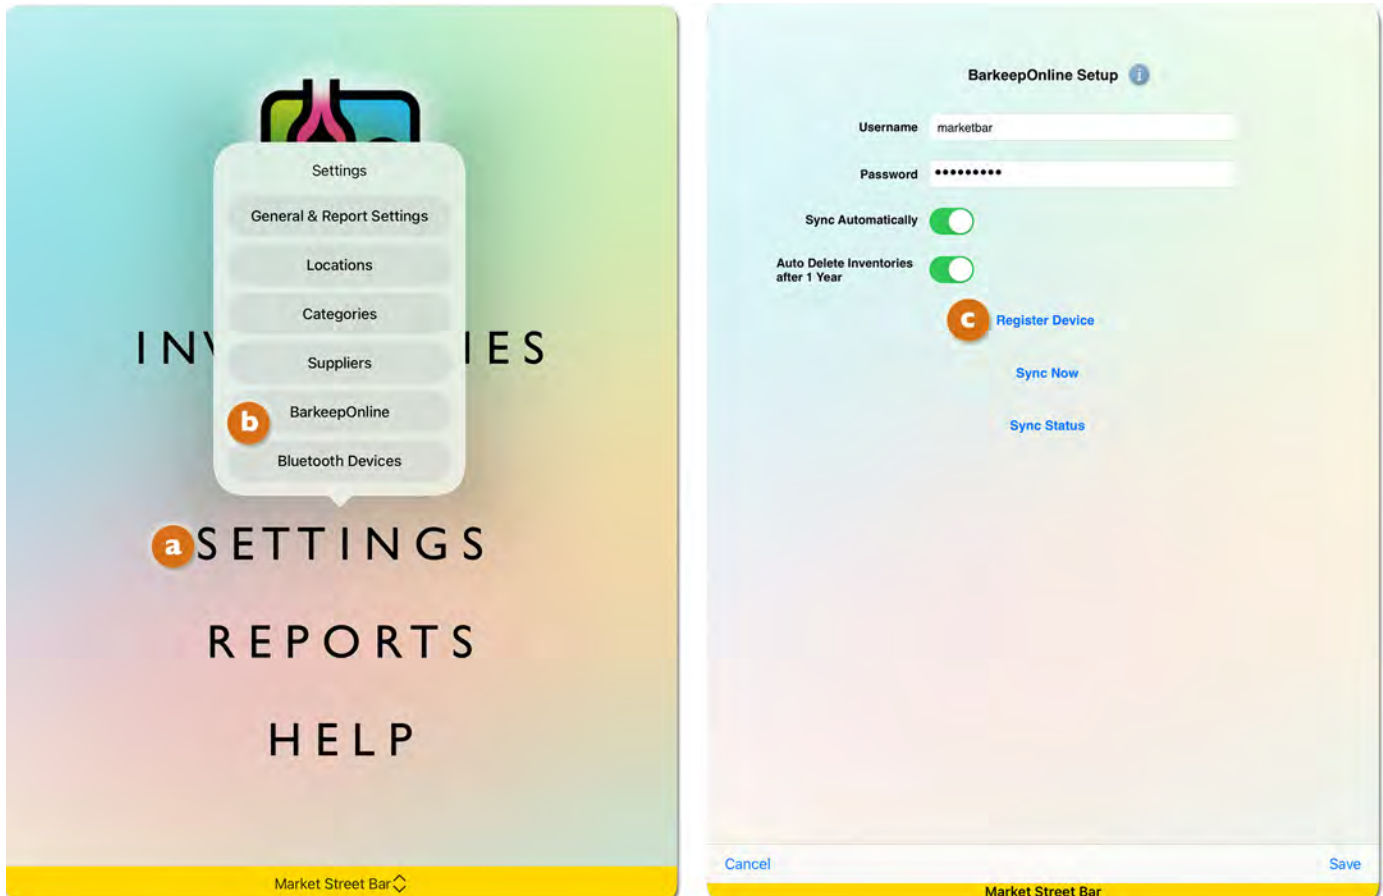 Settings
General & Report Settings
Locations
Categories
Suppliers
b
BarkeepOnline
Bluetooth Devices
a
SETTINGS
REPORTS
HELP
Market Street Bar
BarkeepOnline Setup i
Username marketbar
Password •••••••••
Sync Automatically
Auto Delete Inventories
after 1 Year
c Register Device
Sync Now
Sync Status
Cancel
Save
Market Street Bar